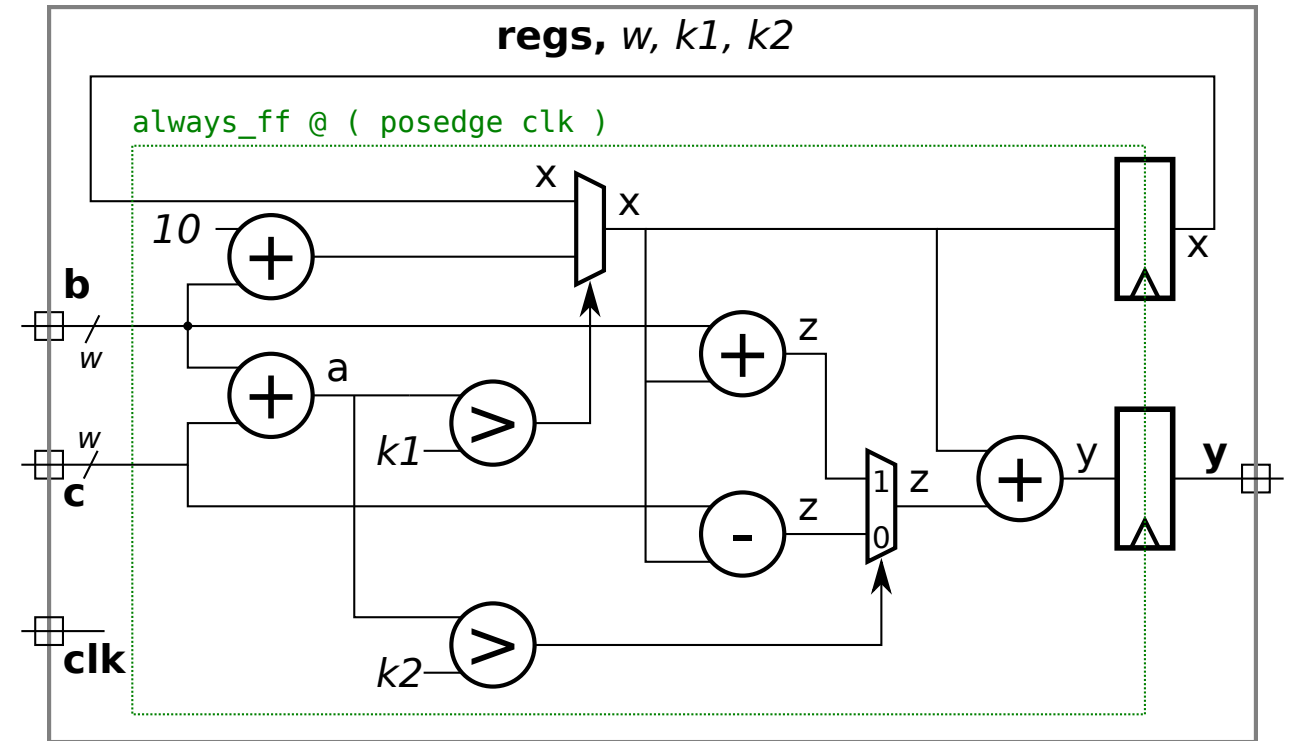 regs, w, k1, k2
always_ff @ ( posedge clk )
x
x
10
+
x
b
w
+
z
a
+
w
>
k1
c
1
z
+
y
y
z
-
0
clk
>
k2